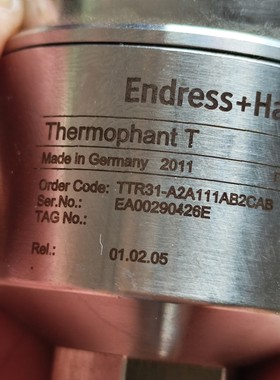 Endress+Ha
Thermophant T
Made in Germany 2011
Order Code: TTR31-A2A111AB2CAB
Ser.No.: EA00290426E
TAG No.:
Rel.: 01.02.05